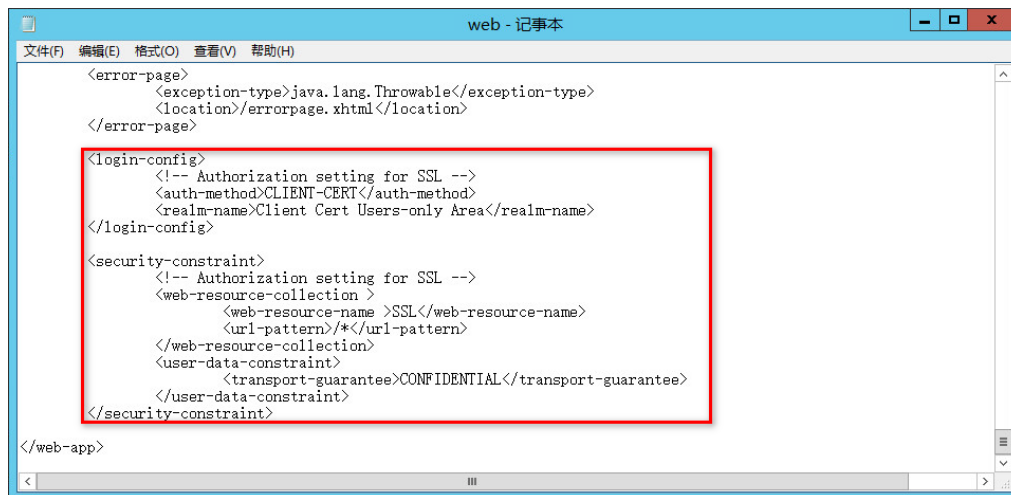 web - 记事本
文件(F) 编辑(E) 格式(O) 查看(V) 帮助(H)
<error-page>
<exception-type>java.lang.Throwable</exception-type>
<location>/errorpage.xhtml</location>
</error-page>
<login-config>
<!-- Authorization setting for SSL -->
<auth-method>CLIENT-CERT</auth-method>
<realm-name>Client Cert Users-only Area</realm-name>
</login-config>
<security-constraint>
<!-- Authorization setting for SSL -->
<web-resource-collection >
<web-resource-name >SSL</web-resource-name>
<url-pattern>/*</url-pattern>
</web-resource-collection>
<user-data-constraint>
<transport-guarantee>CONFIDENTIAL</transport-guarantee>
</user-data-constraint>
</security-constraint>
</web-app>